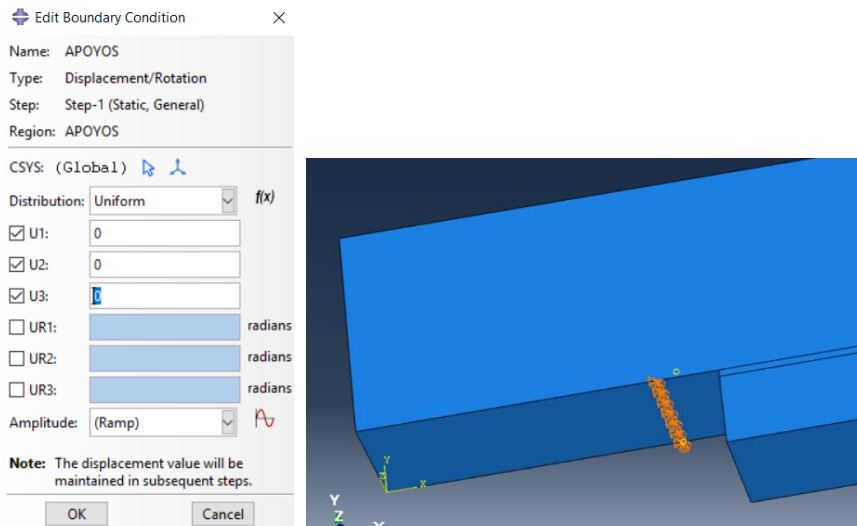 Edit Boundary Condition
Name: APOYOS
Type: Displacement/Rotation
Step: Step-1 (Static, General)
Region: APOYOS
CSYS: (Global)
Distribution: Uniform f(x)
U1: 0
U2: 0
U3: 0
UR1: radians
UR2: radians
UR3: radians
Amplitude: (Ramp)
Note: The displacement value will be
maintained in subsequent steps.
OK Cancel
Y
Z X
Y
Z
X